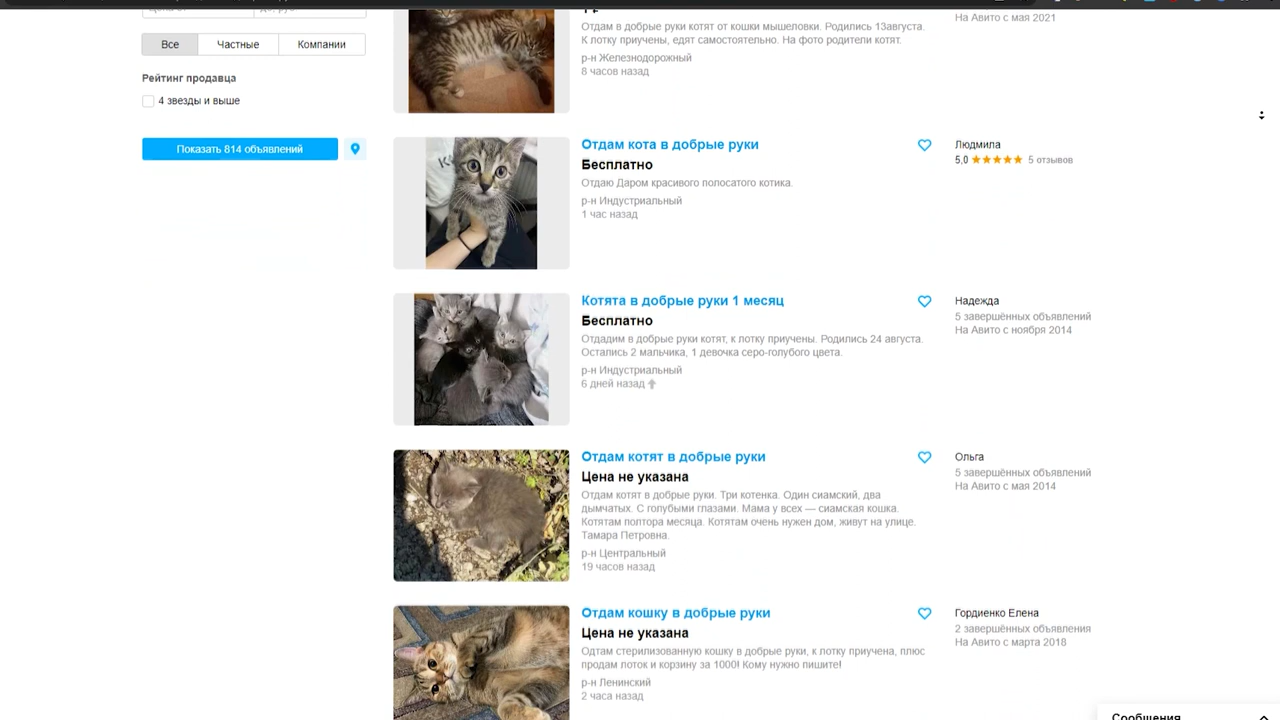 Все
Частные
Компании
Рейтинг продавца
4 звезды и выше
Показать 814 объявлений
Отдам в добрые руки котят от кошки мышеловки. Родились 13августа.
К лотку приучены, едят самостоятельно. На фото родители котят.
р-н Железнодорожный
8 часов назад
На Авито с мая 2021
Отдам кота в добрые руки
Бесплатно
Отдаю Даром красивого полосатого котика.
р-н Индустриальный
1 час назад
Людмила
5,0 ★★★★★ 5 отзывов
Котята в добрые руки 1 месяц
Бесплатно
Отдадим в добрые руки котят, к лотку приучены. Родились 24 августа.
Остались 2 мальчика, 1 девочка серо-голубого цвета.
р-н Индустриальный
6 дней назад
Надежда
5 завершённых объявлений
На Авито с ноября 2014
Отдам котят в добрые руки
Цена не указана
Отдам котят в добрые руки. Три котенка. Один сиамский, два
дымчатых. С голубыми глазами. Мама у всех — сиамская кошка.
Котятам полтора месяца. Котятам очень нужен дом, живут на улице.
Тамара Петровна.
р-н Центральный
19 часов назад
Ольга
5 завершённых объявлений
На Авито с мая 2014
Отдам кошку в добрые руки
Цена не указана
Одтам стерилизованную кошку в добрые руки, к лотку приучена, плюс
продам лоток и корзину за 1000! Кому нужно пишите!
р-н Ленинский
2 часа назад
Гордиенко Елена
2 завершённых объявления
На Авито с марта 2018
Сообщения